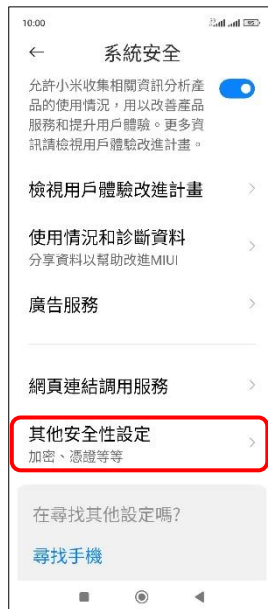 10:00
系統安全
允許小米收集相關資訊分析產
品的使用情況，用以改善產品
服務和提升用戶體驗。更多資
訊請檢視用戶體驗改進計畫。
檢視用戶體驗改進計畫
使用情況和診斷資料
分享資料以幫助改進MIUI
廣告服務
網頁連結調用服務
其他安全性設定
加密、憑證等等
在尋找其他設定嗎?
尋找手機